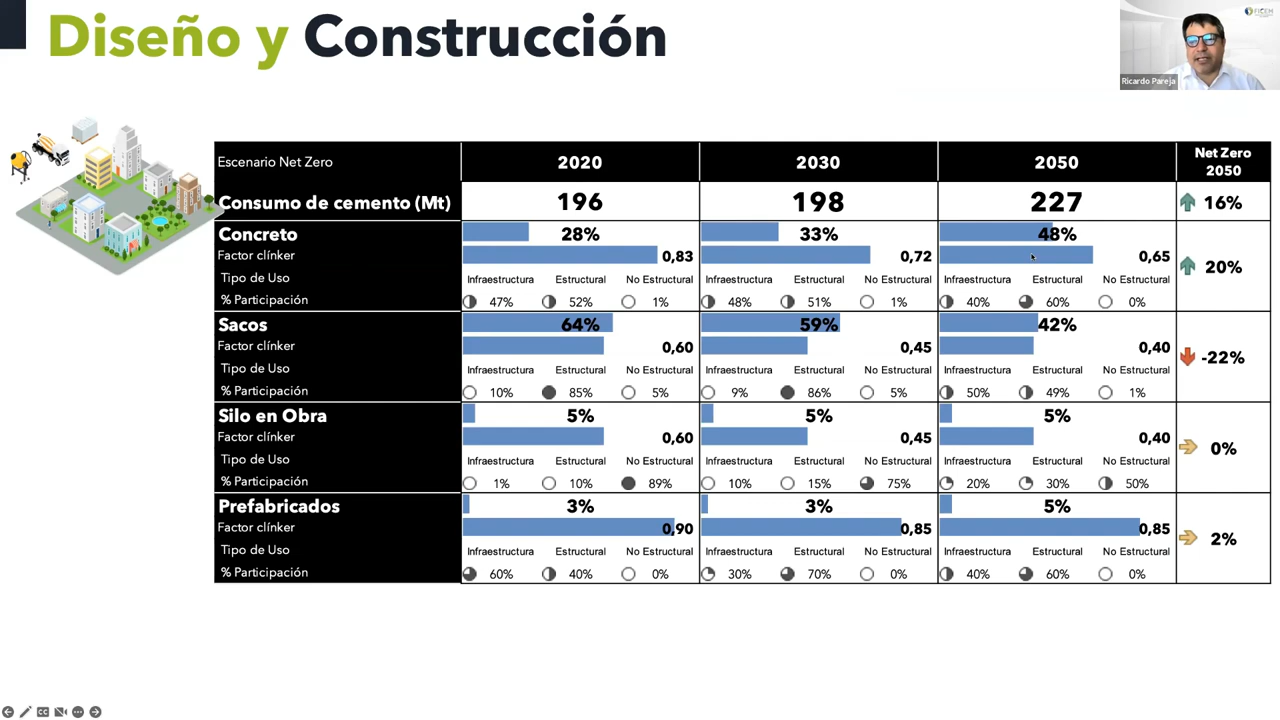 Diseño y Construcción
FICEM
Ricardo Pareja
Escenario Net Zero 2020 2030 2050 Net Zero 2050
Consumo de cemento (Mt) 196 198 227 16%
Concreto 28% 33% 48%
Factor clínker 0,83 0,72 0,65 20%
Tipo de Uso Infraestructura Estructural No Estructural Infraestructura Estructural No Estructural Infraestructura Estructural No Estructural
% Participación 47% 52% 1% 48% 51% 1% 40% 60% 0%
Sacos 64% 59% 42%
Factor clínker 0,60 0,45 0,40 -22%
Tipo de Uso Infraestructura Estructural No Estructural Infraestructura Estructural No Estructural Infraestructura Estructural No Estructural
% Participación 10% 85% 5% 9% 86% 5% 50% 49% 1%
Silo en Obra 5% 5% 5%
Factor clínker 0,60 0,45 0,40 0%
Tipo de Uso Infraestructura Estructural No Estructural Infraestructura Estructural No Estructural Infraestructura Estructural No Estructural
% Participación 1% 10% 89% 10% 15% 75% 20% 30% 50%
Prefabricados 3% 3% 5%
Factor clínker 0,90 0,85 0,85 2%
Tipo de Uso Infraestructura Estructural No Estructural Infraestructura Estructural No Estructural Infraestructura Estructural No Estructural
% Participación 60% 40% 0% 30% 70% 0% 40% 60% 0%
CC